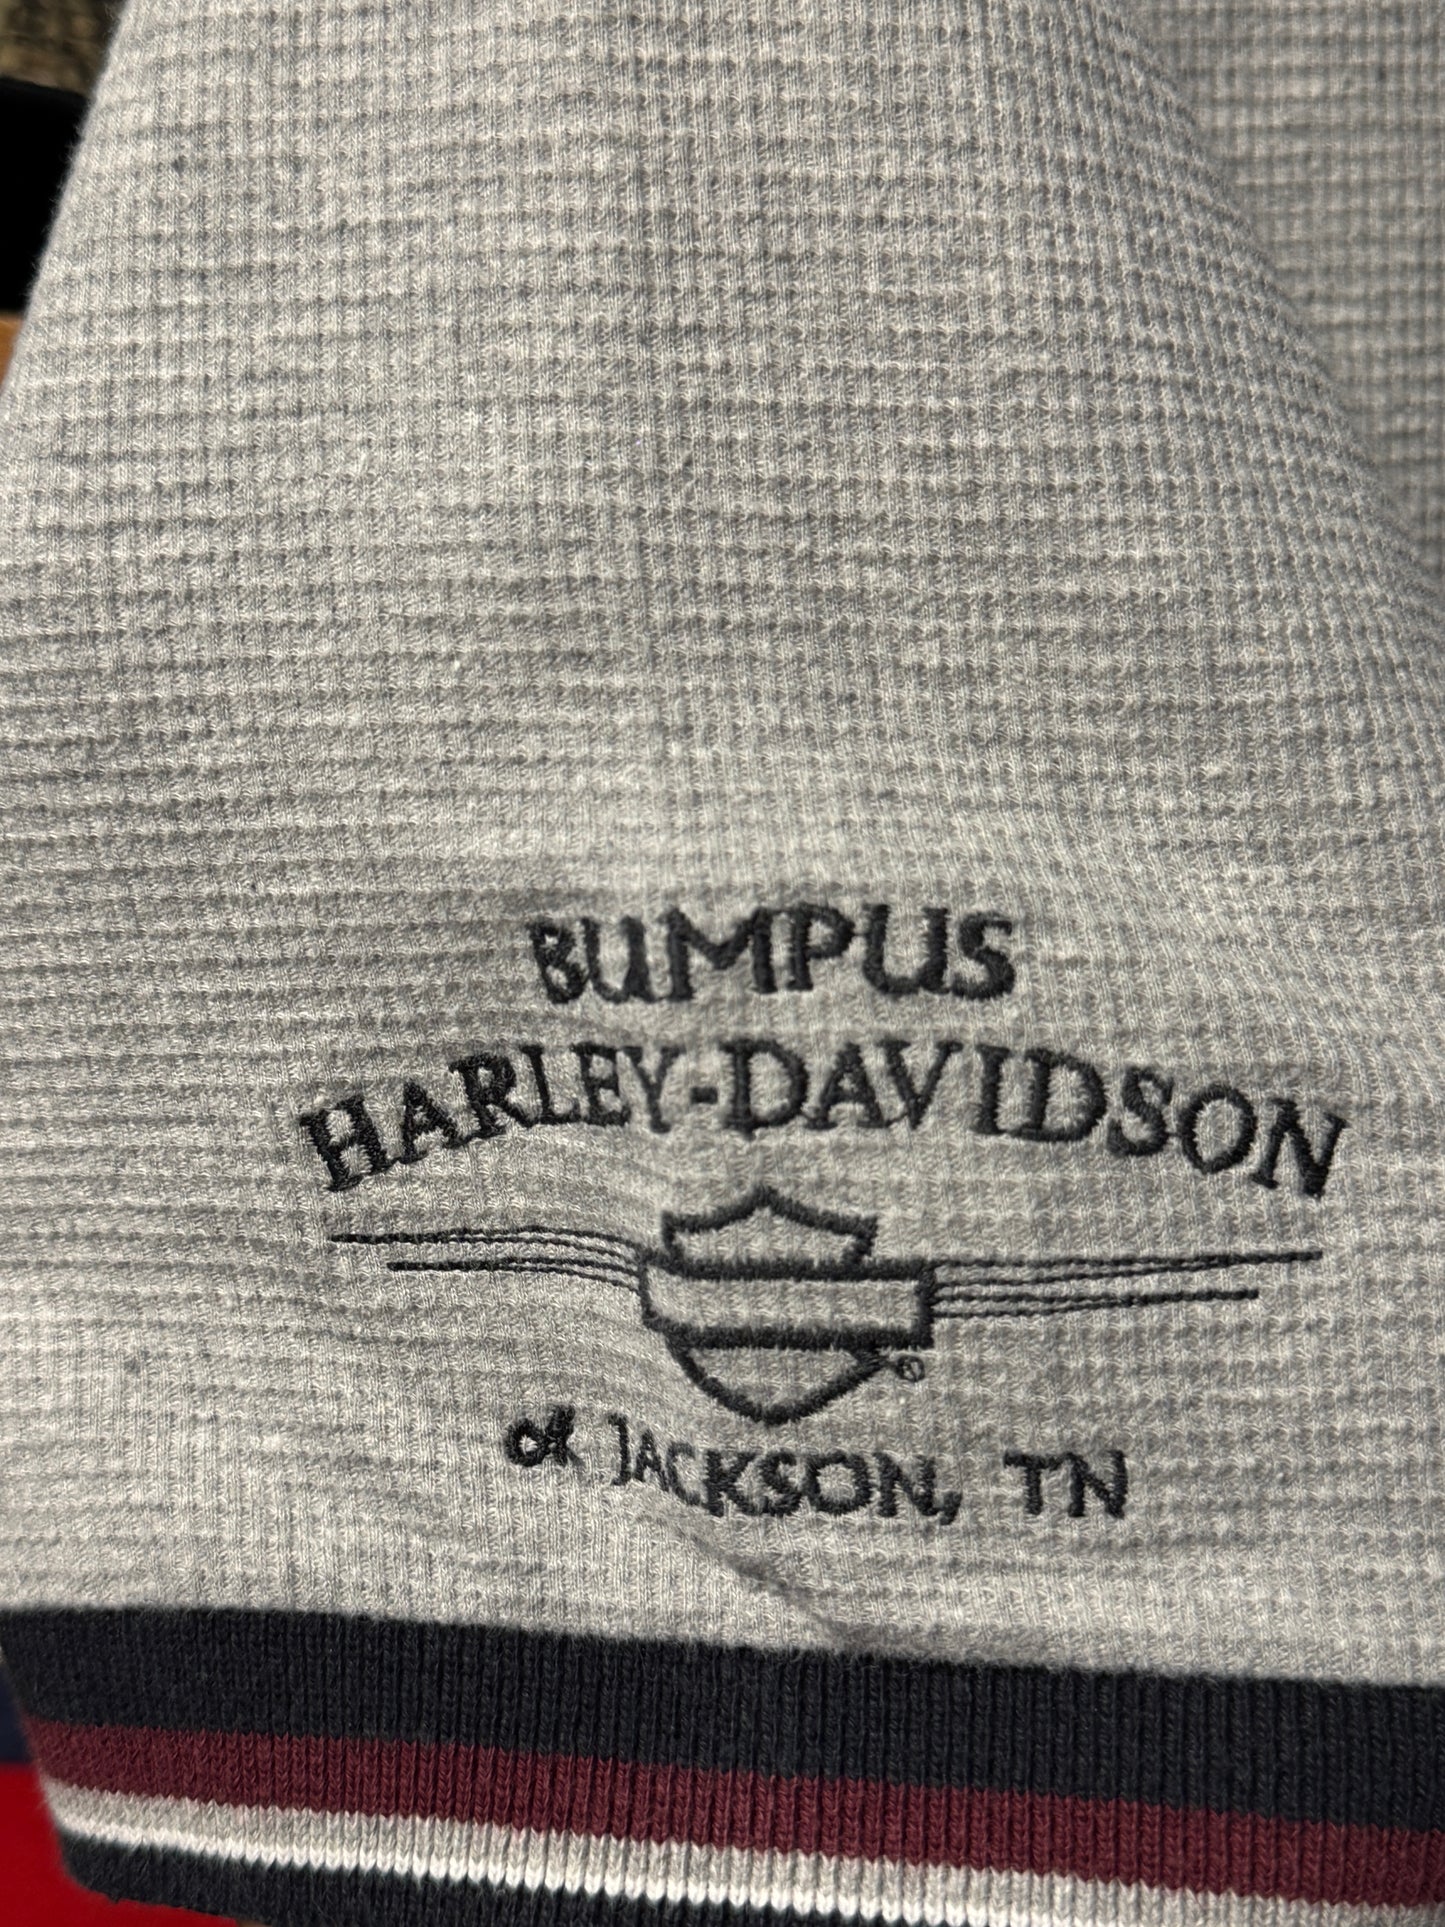 BUMPUS
HARLEY-DAVIDSON
®
of JACKSON, TN